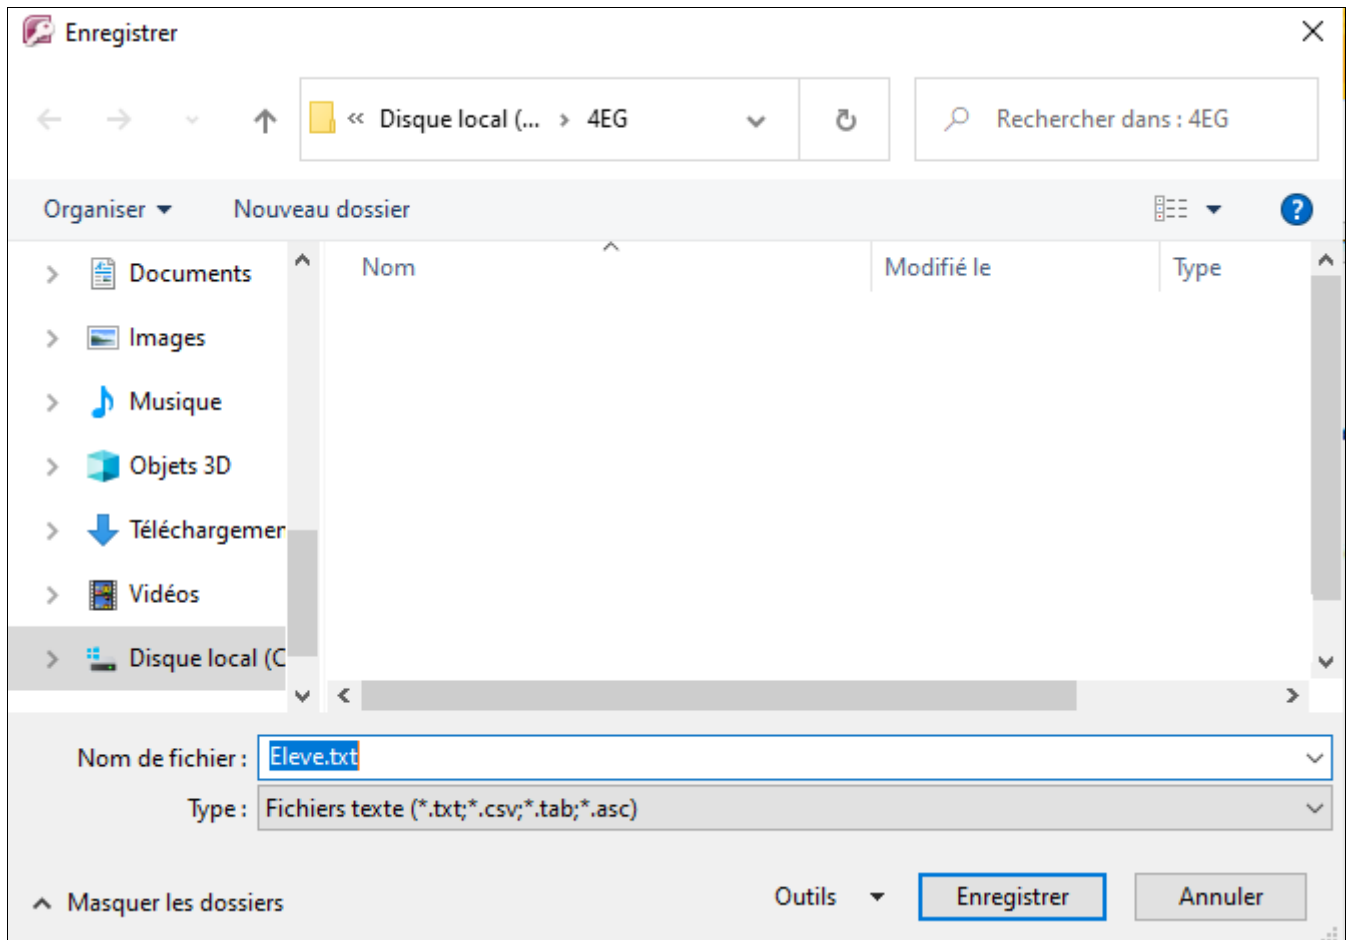 Enregistrer
« Disque local (... › 4EG
Rechercher dans : 4EG
Organiser
Nouveau dossier
?
Documents
Images
Musique
Objets 3D
Téléchargemen
Vidéos
Disque local (C
Nom
Modifié le
Type
Nom de fichier :
Eleve.txt
Type :
Fichiers texte (*.txt;*.csv;*.tab;*.asc)
Masquer les dossiers
Outils
Enregistrer
Annuler